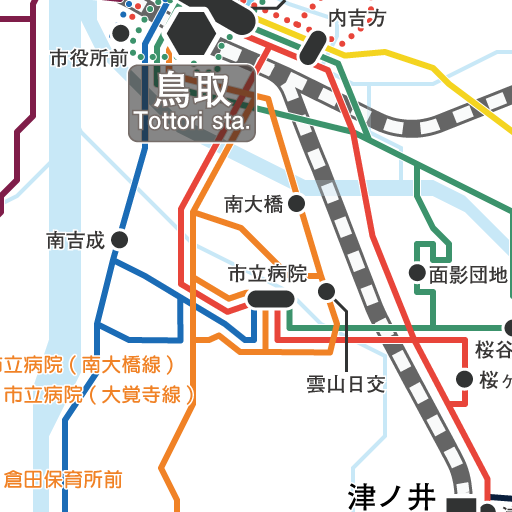 内吉方
市役所前
鳥取
Tottori sta.
南大橋
南吉成
市立病院
面影団地
桜谷
市立病院（南大橋線）
雲山日交
桜ヶ
市立病院（大覚寺線）
倉田保育所前
津ノ井